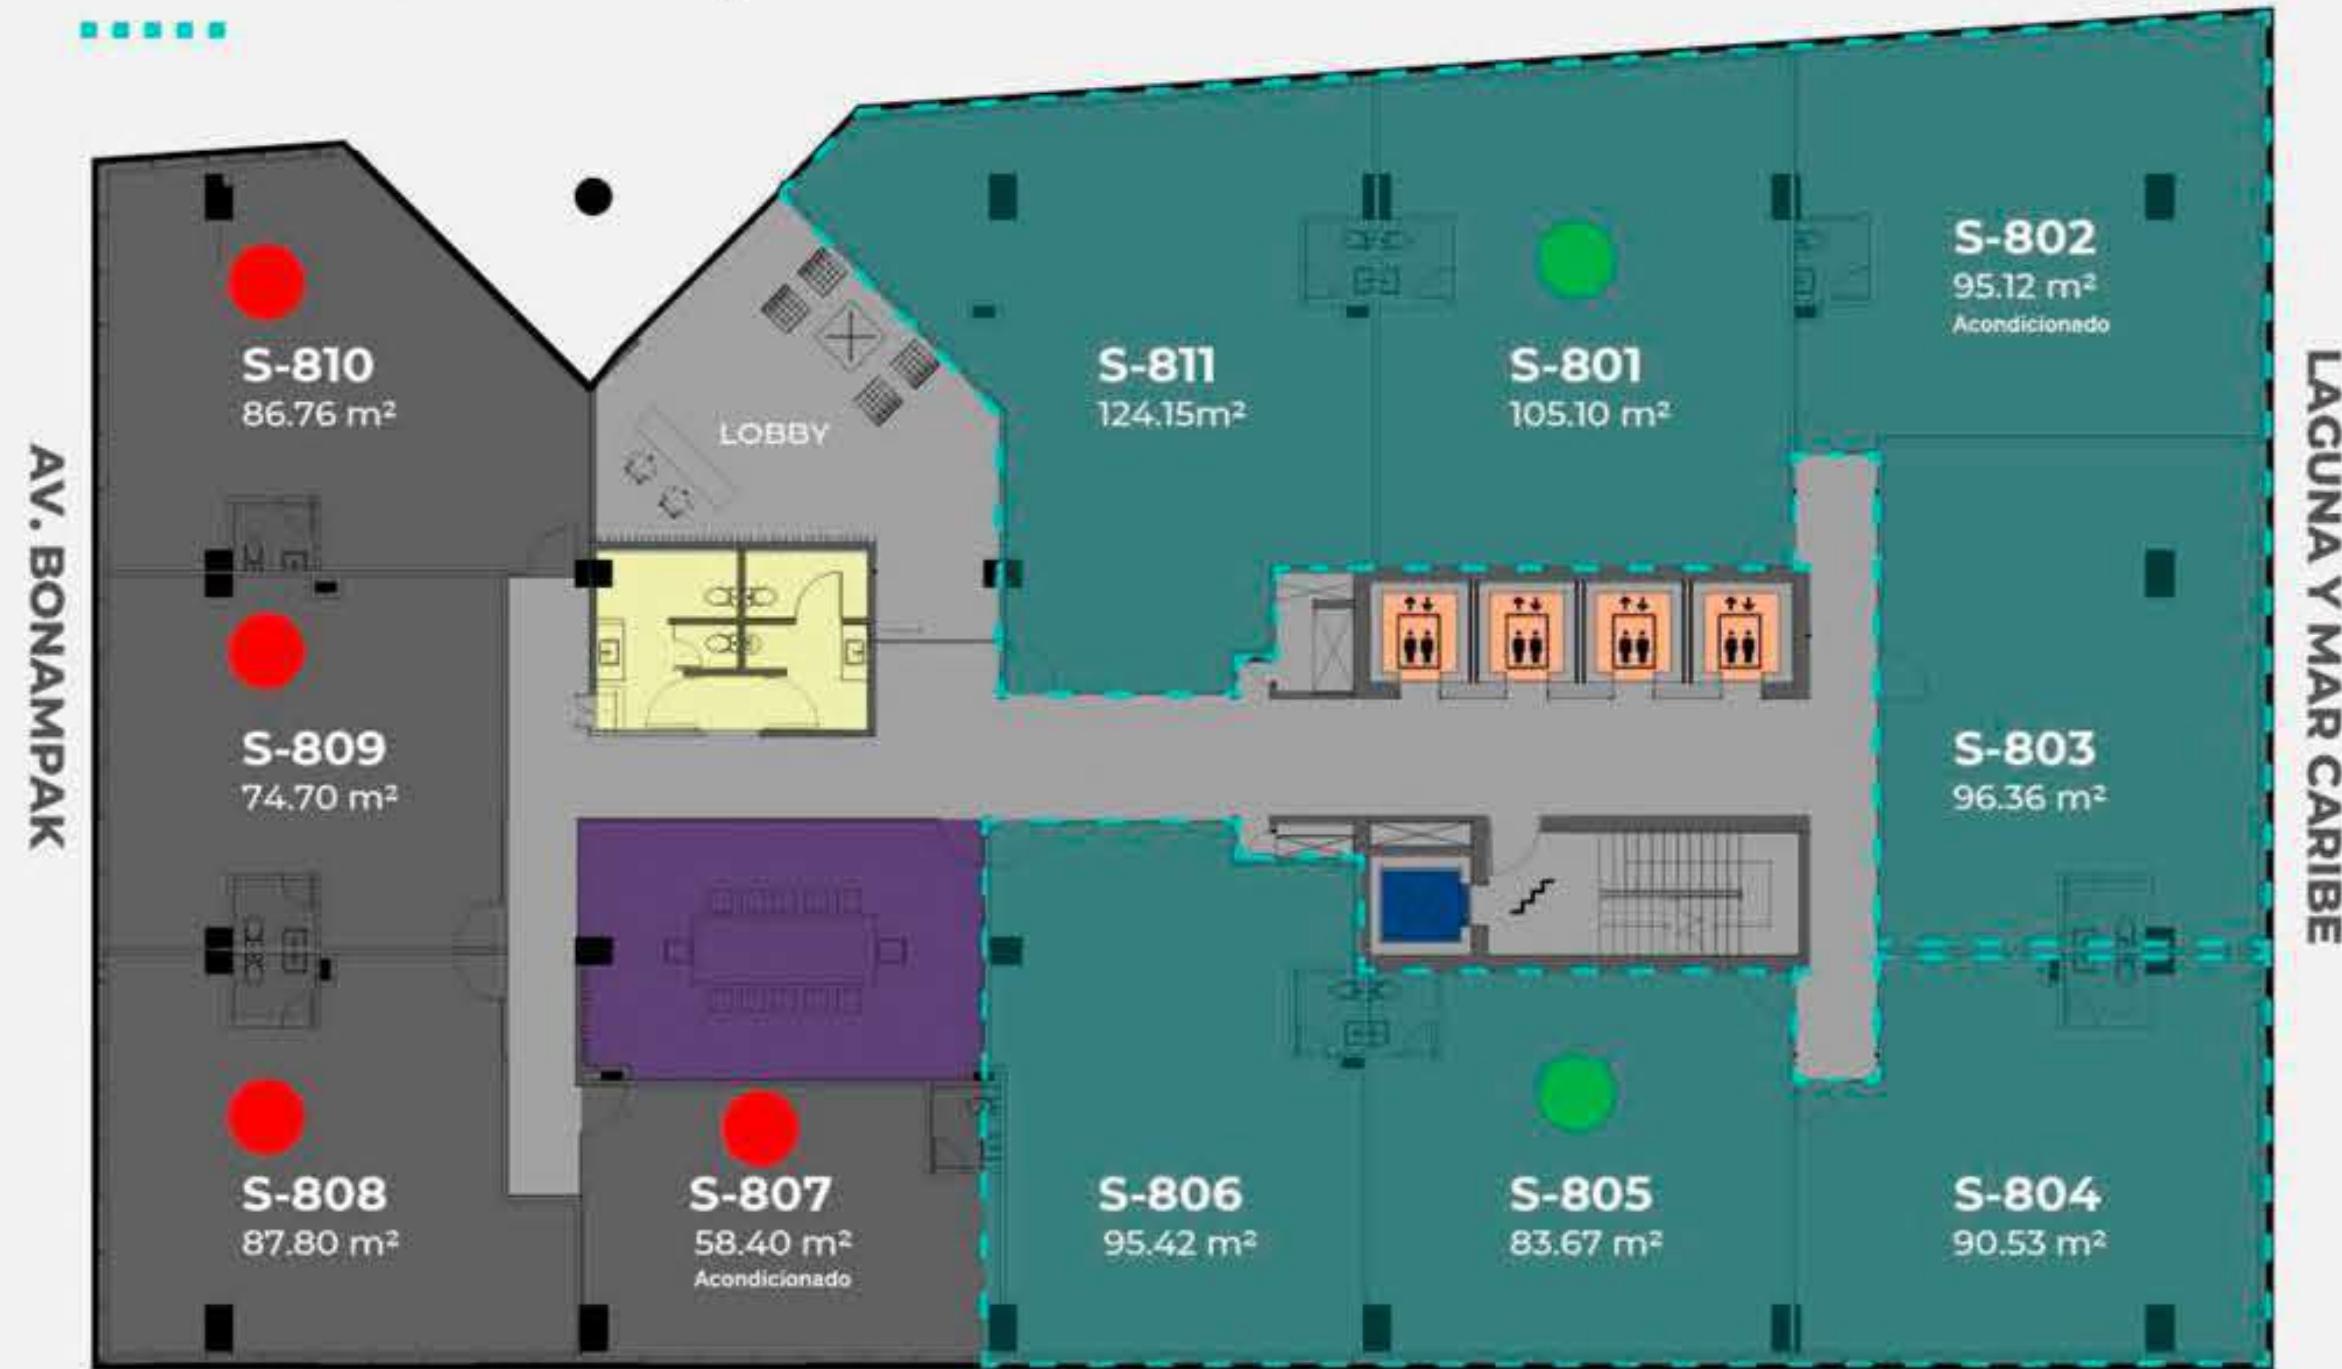 S-802
95.12 m²
Acondicionado
S-810
86.76 m²
S-811
124.15m²
S-801
105.10 m²
LOBBY
AV. BONAMPAK
LAGUNA Y MAR CARIBE
S-809
74.70 m²
S-803
96.36 m²
S-808
87.80 m²
S-807
58.40 m²
Acondicionado
S-806
95.42 m²
S-805
83.67 m²
S-804
90.53 m²